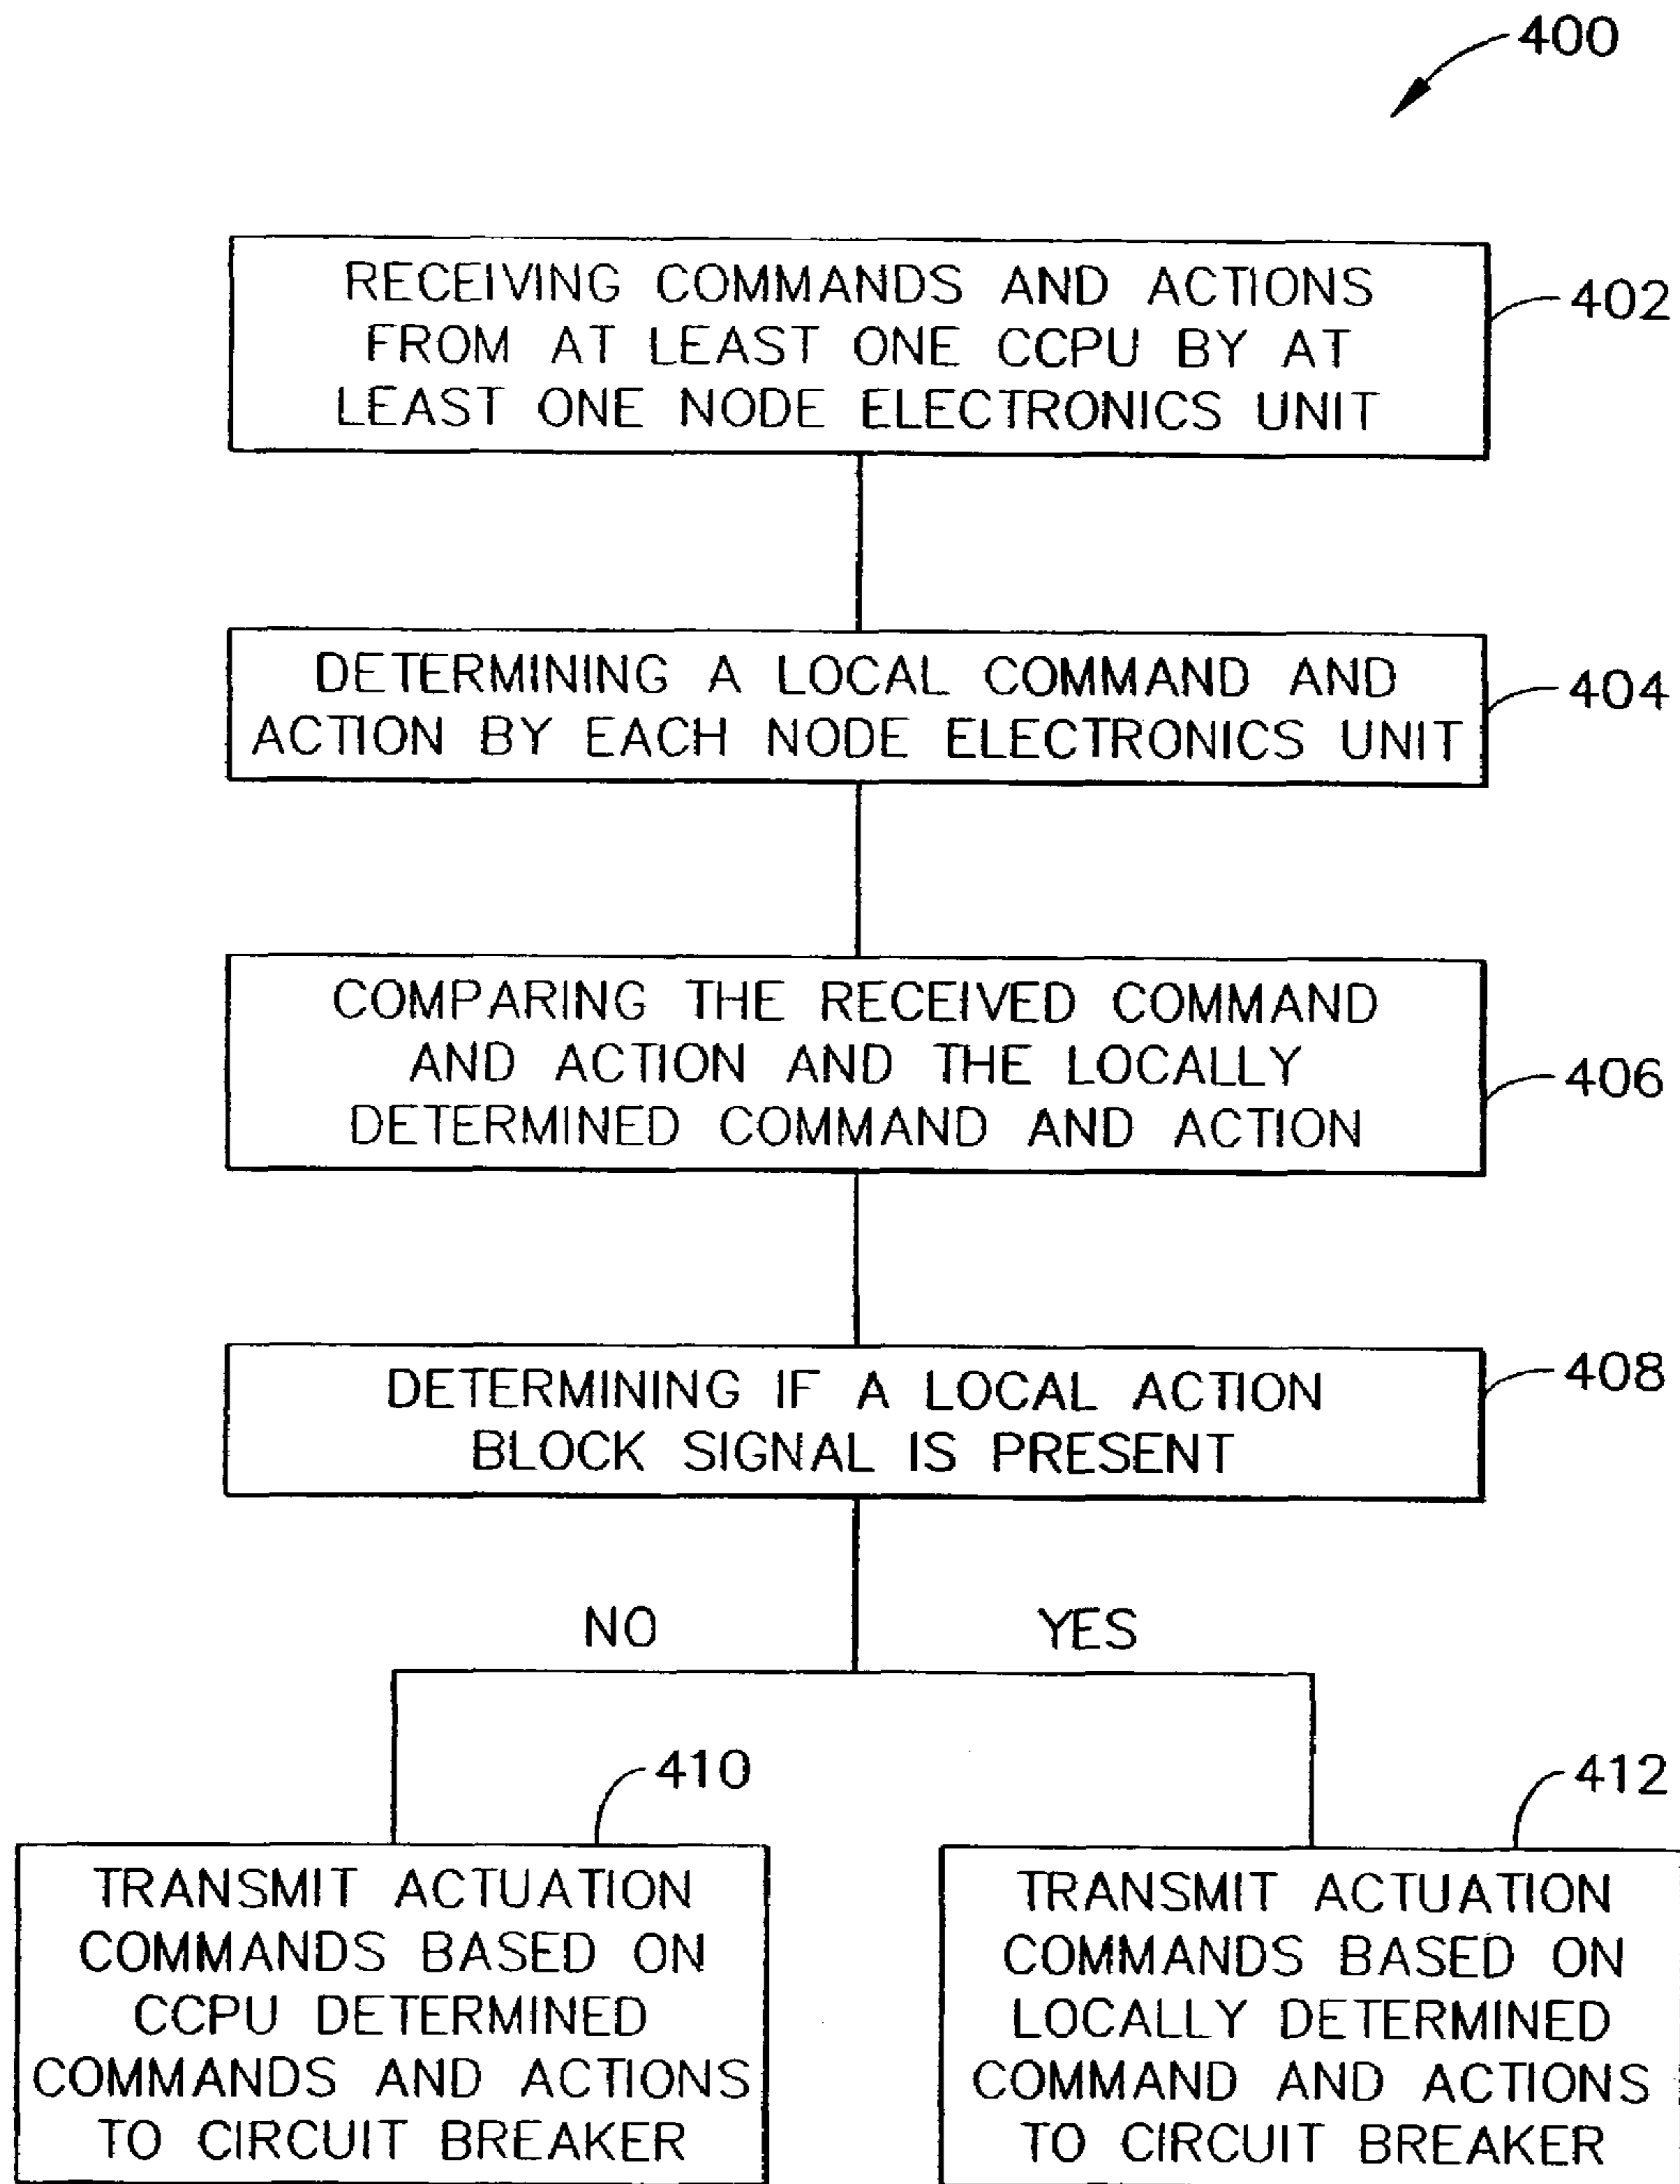 400
RECEIVING COMMANDS AND ACTIONS
FROM AT LEAST ONE CCPU BY AT
LEAST ONE NODE ELECTRONICS UNIT
402
DETERMINING A LOCAL COMMAND AND
ACTION BY EACH NODE ELECTRONICS UNIT
404
COMPARING THE RECEIVED COMMAND
AND ACTION AND THE LOCALLY
DETERMINED COMMAND AND ACTION
406
DETERMINING IF A LOCAL ACTION
BLOCK SIGNAL IS PRESENT
408
NO
YES
410
TRANSMIT ACTUATION
COMMANDS BASED ON
CCPU DETERMINED
COMMANDS AND ACTIONS
TO CIRCUIT BREAKER
412
TRANSMIT ACTUATION
COMMANDS BASED ON
LOCALLY DETERMINED
COMMAND AND ACTIONS
TO CIRCUIT BREAKER